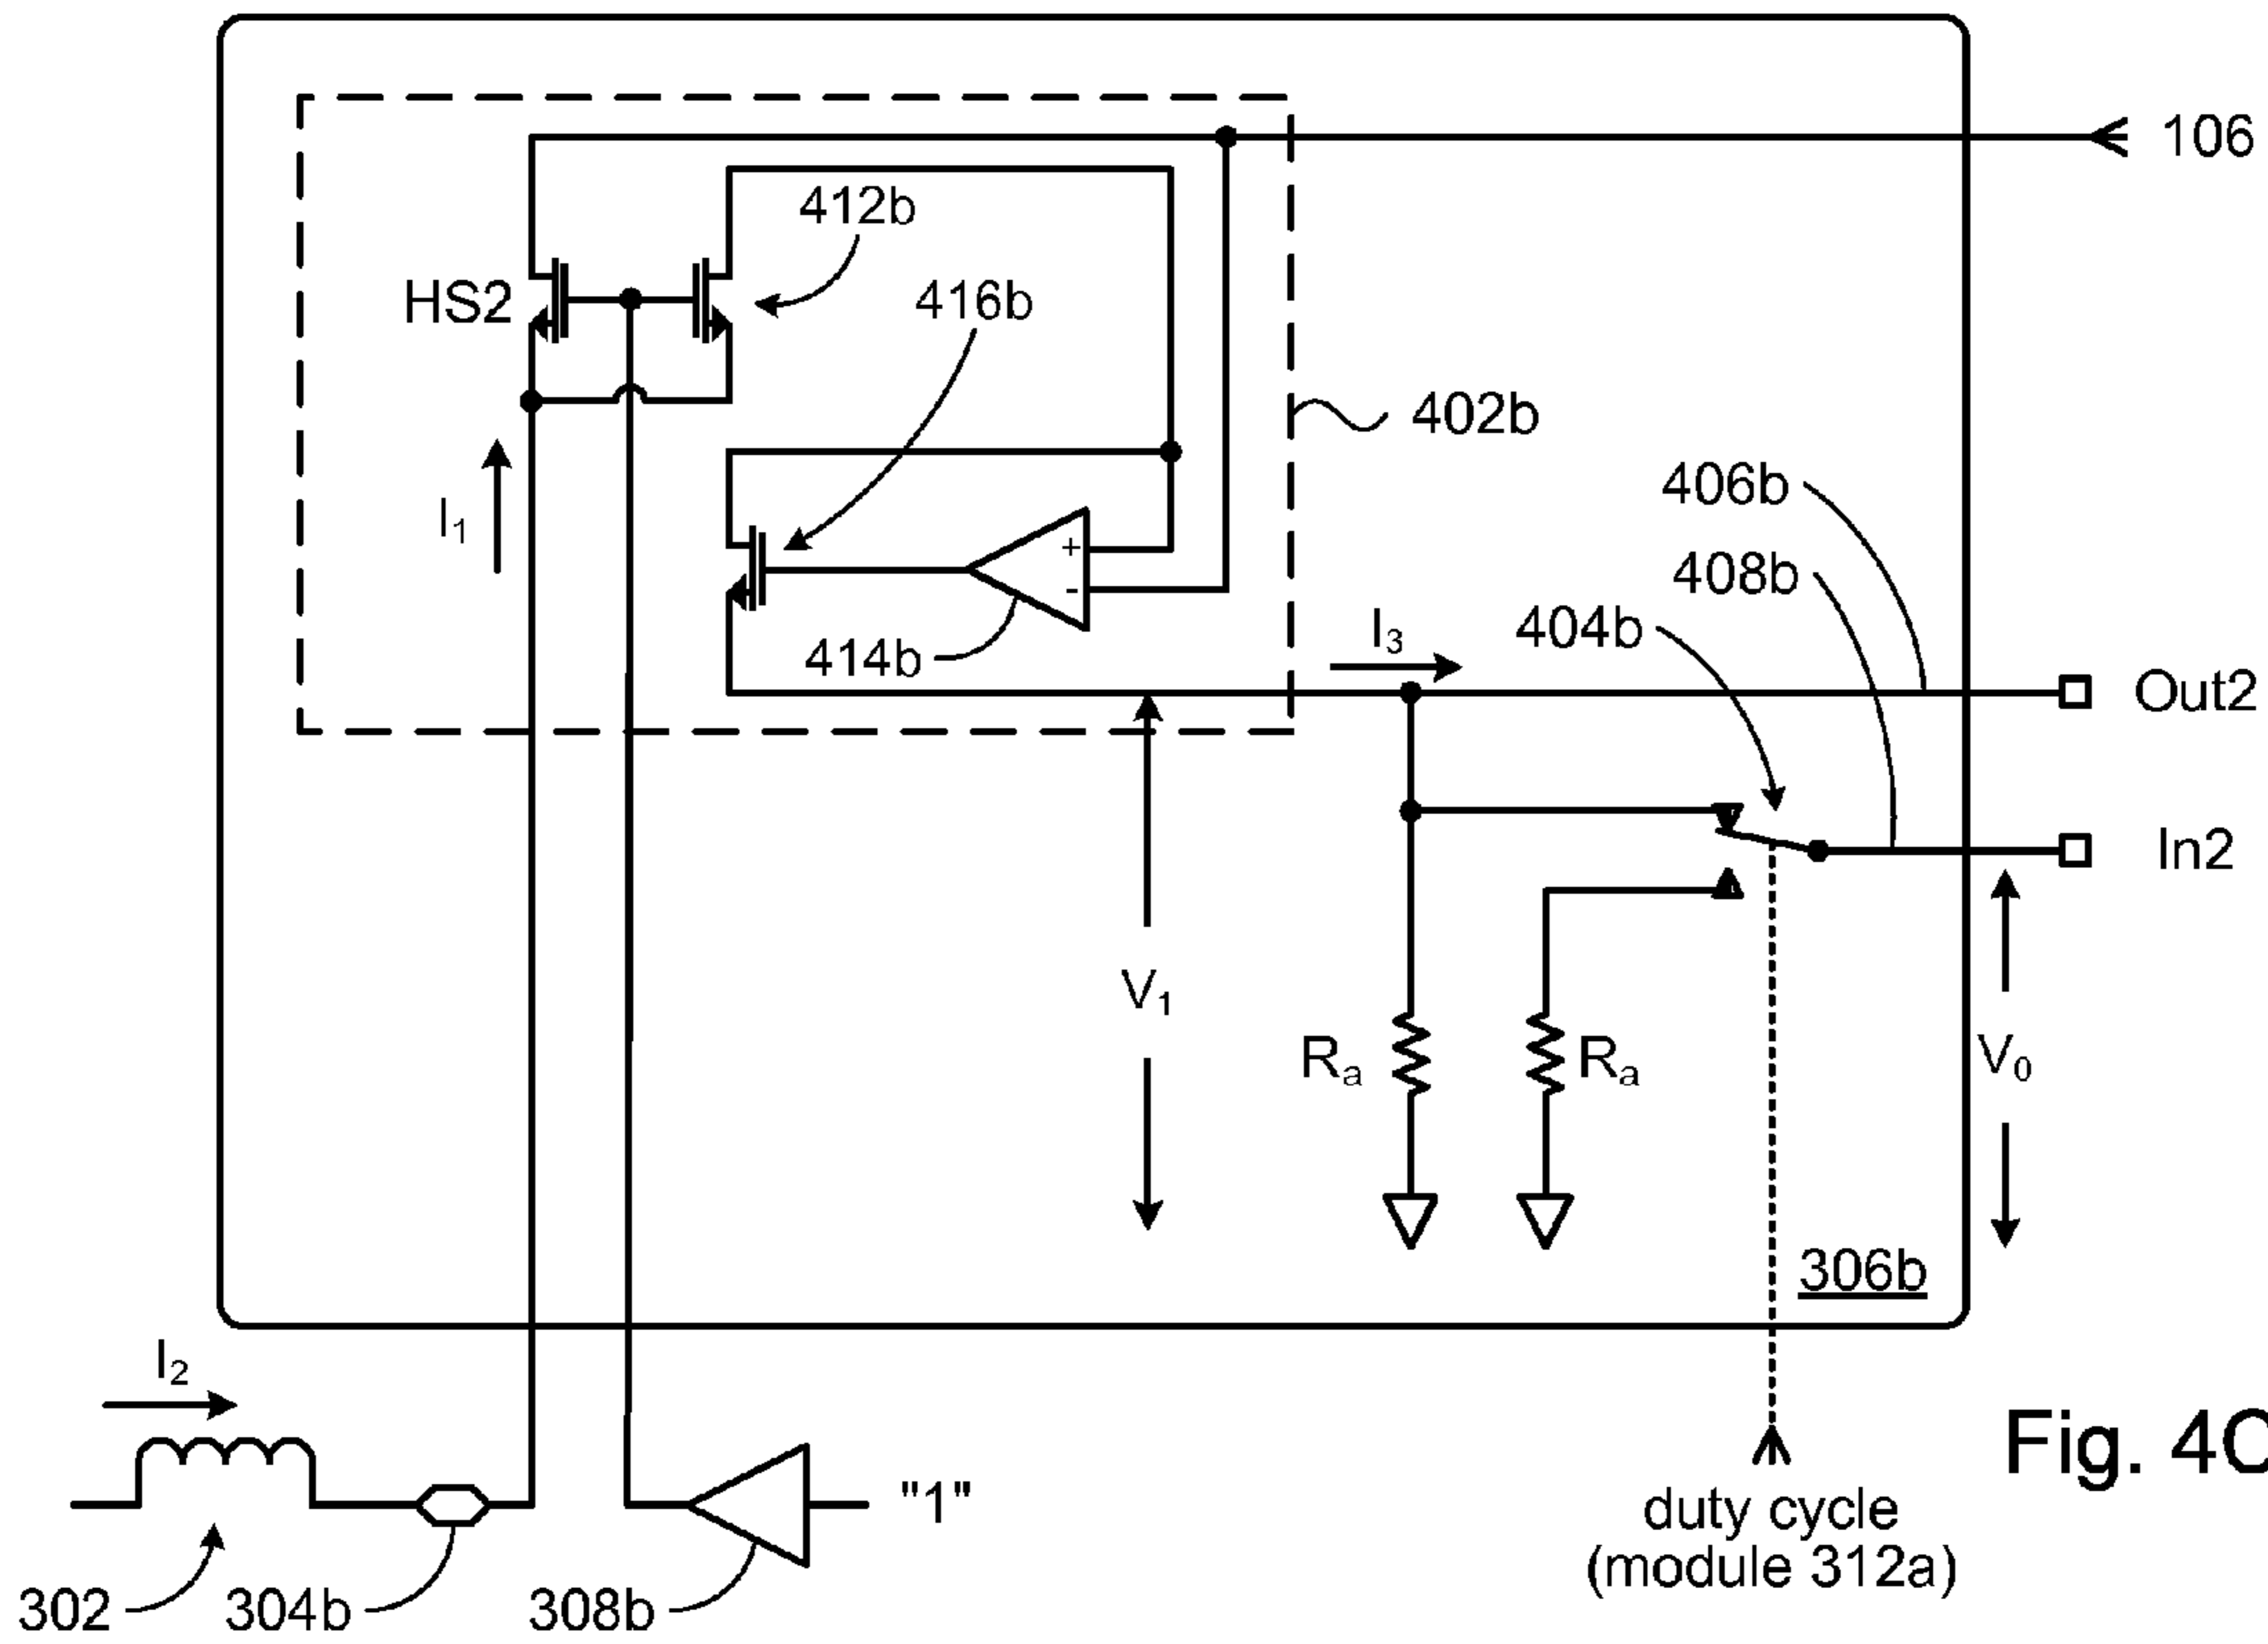 106
412b
HS2
416b
402b
I1
406b
408b
404b
+
-
414b
I3
Out2
In2
V1
Ra
Ra
V0
306b
I2
Fig. 4C
"1"
duty cycle
(module 312a)
302
304b
308b